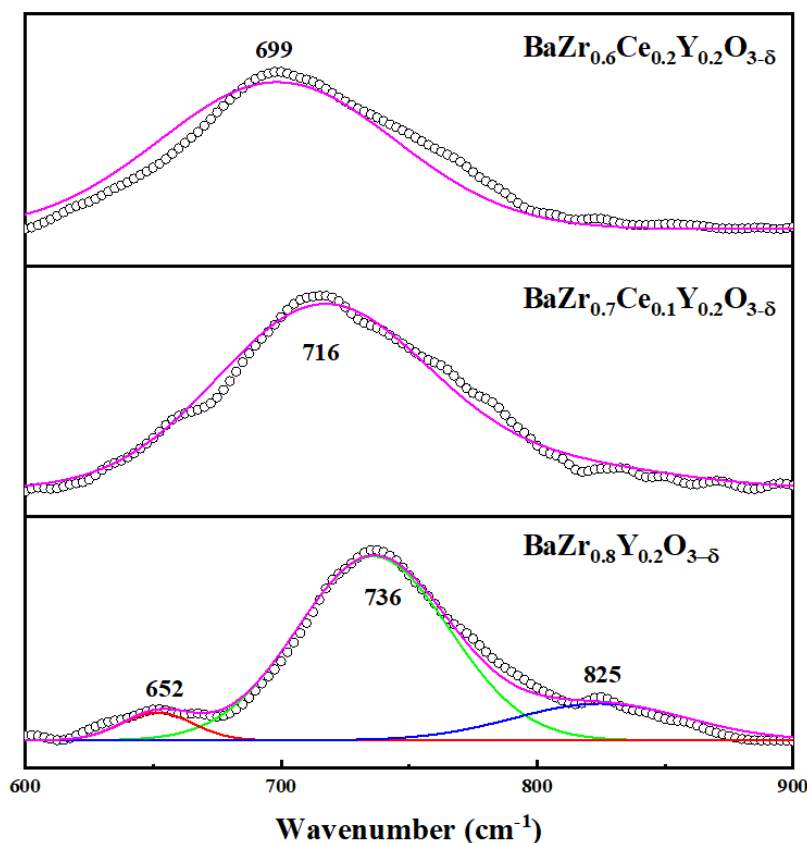 699
BaZr₀.₆Ce₀.₂Y₀.₂O₃₋δ
716
BaZr₀.₇Ce₀.₁Y₀.₂O₃₋δ
652
736
825
BaZr₀.₈Y₀.₂O₃₋δ
600 700 800 900
Wavenumber (cm⁻¹)